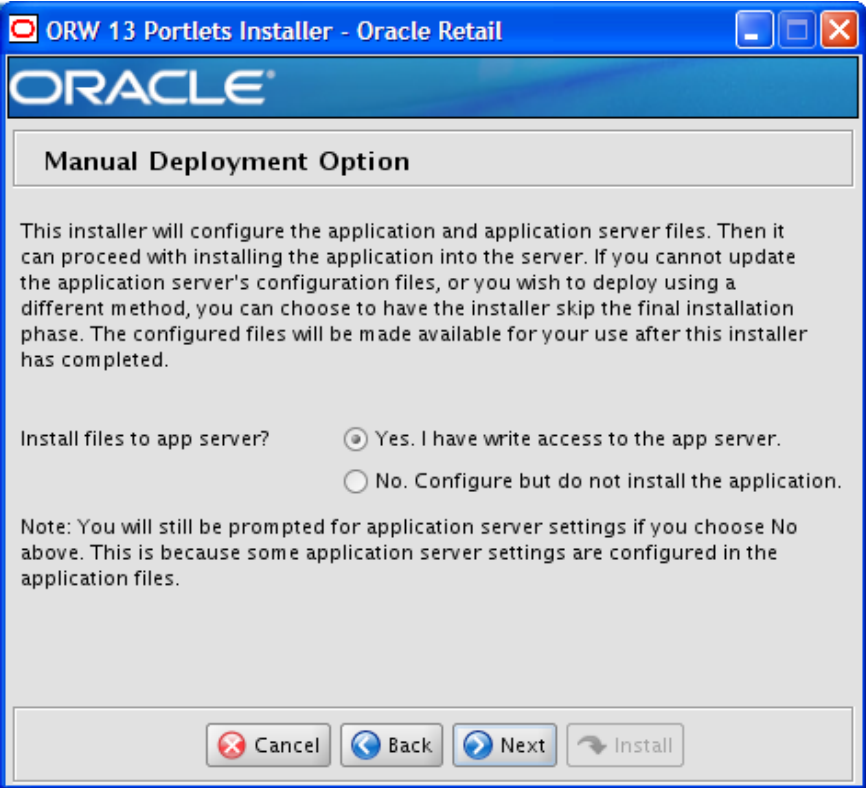 ORW 13 Portlets Installer - Oracle Retail
ORACLE®
Manual Deployment Option
This installer will configure the application and application server files. Then it
can proceed with installing the application into the server. If you cannot update
the application server's configuration files, or you wish to deploy using a
different method, you can choose to have the installer skip the final installation
phase. The configured files will be made available for your use after this installer
has completed.
Install files to app server?
Yes. I have write access to the app server.
No. Configure but do not install the application.
Note: You will still be prompted for application server settings if you choose No
above. This is because some application server settings are configured in the
application files.
Cancel
Back
Next
Install